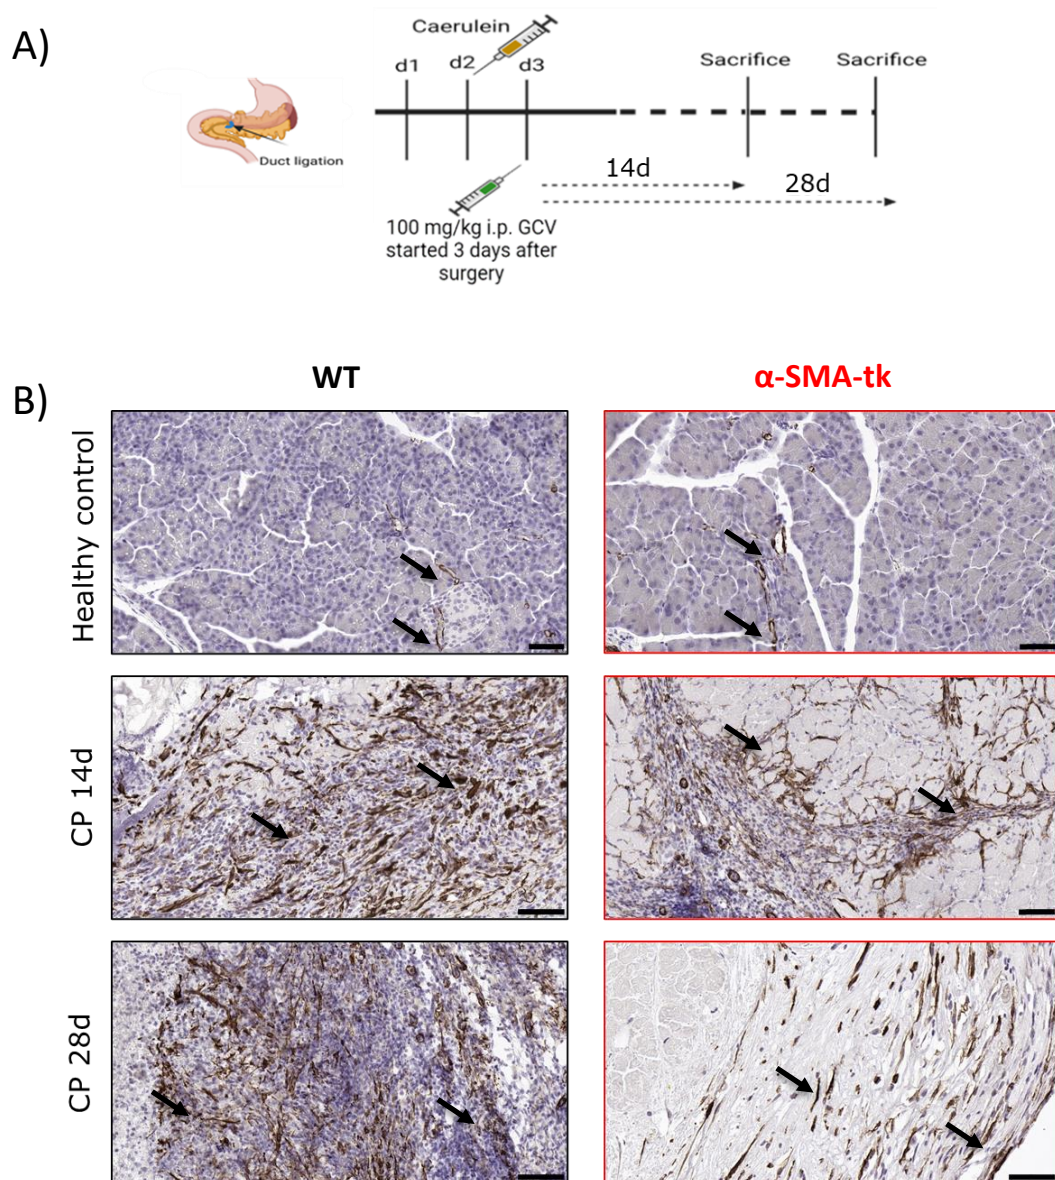 A)
Caerulein
d1
d2
d3
Sacrifice
Sacrifice
Duct ligation
14d
28d
100 mg/kg i.p. GCV
started 3 days after
surgery
WT
α-SMA-tk
B)
Healthy control
CP 14d
CP 28d